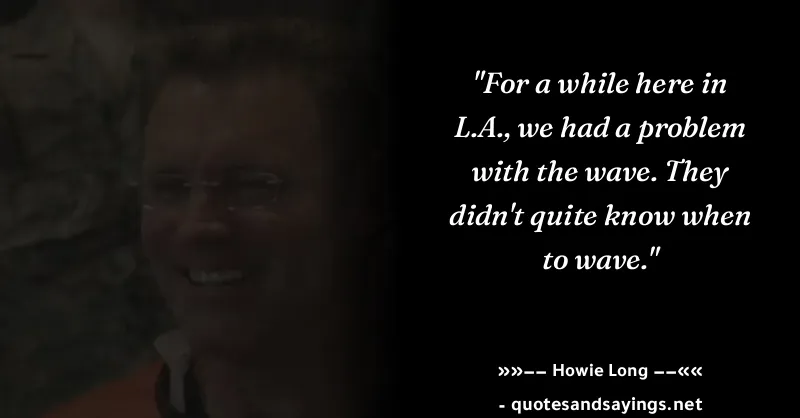 "For a while here in
L.A., we had a problem
with the wave. They
didn't quite know when
to wave."
»»–– Howie Long ––««
- quotesandsayings.net